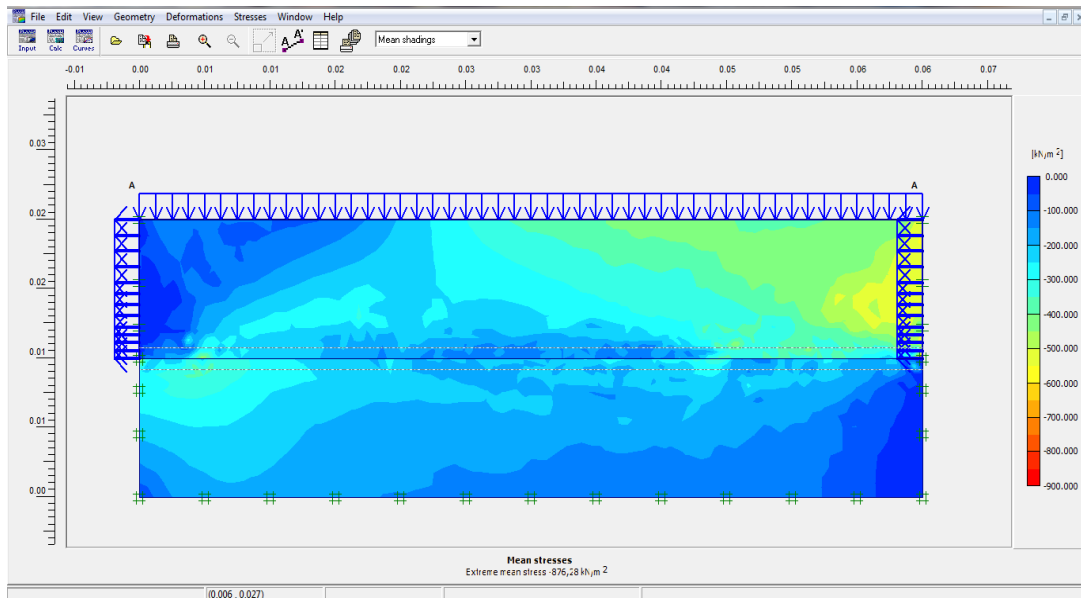 File Edit View Geometry Deformations Stresses Window Help
Input Calc Curves Mean shadings
-0.01 0.00 0.01 0.01 0.02 0.02 0.03 0.03 0.04 0.04 0.05 0.05 0.06 0.06 0.07
0.03
0.02
0.02
0.01
0.01
0.00
A A
[kN/m 2]
0.000
-100.000
-200.000
-300.000
-400.000
-500.000
-600.000
-700.000
-800.000
-900.000
Mean stresses
Extreme mean stress -876,28 kN/m 2
(0.006 , 0.027)